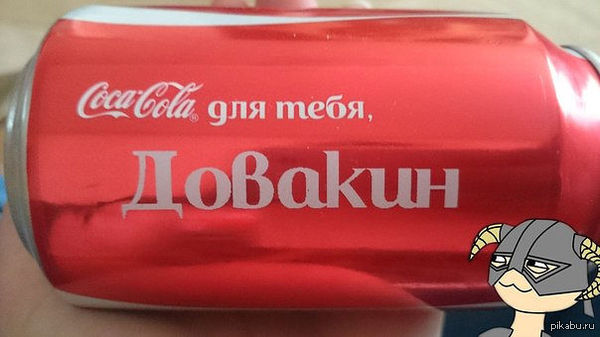 Coca-Cola® для тебя,
Довакин
pikabu.ru